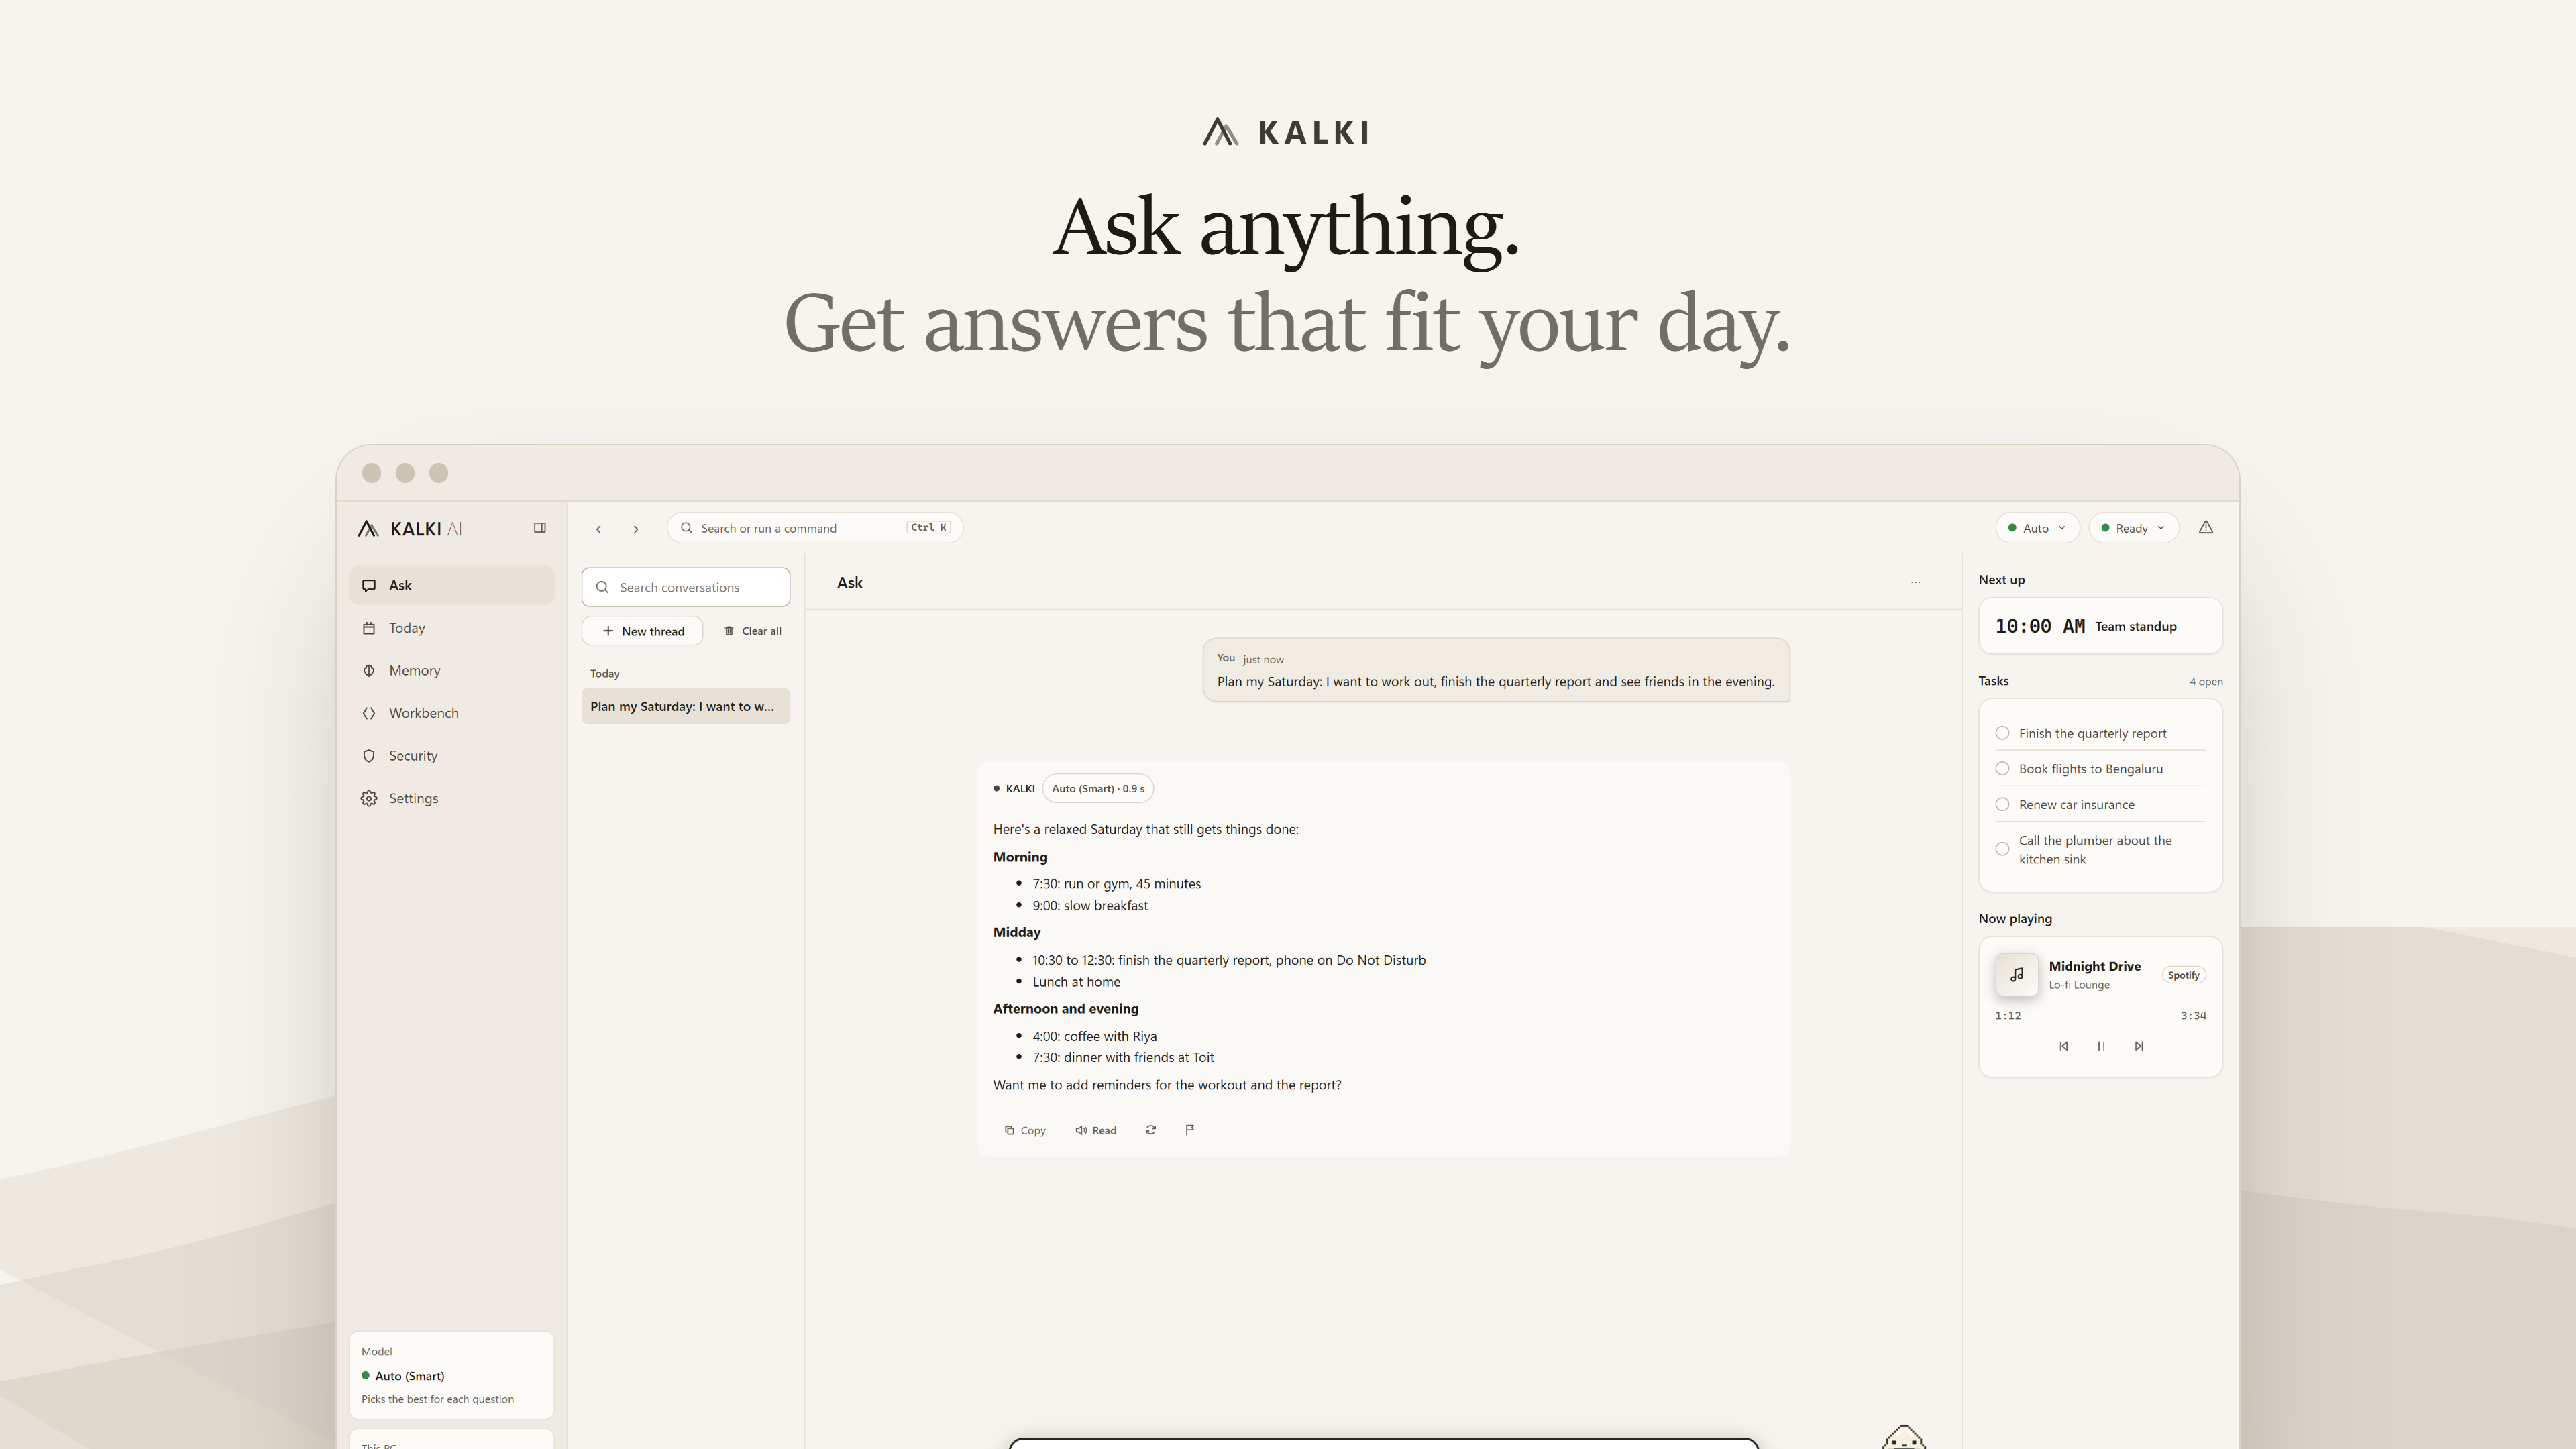 KALKI
Ask anything.
Get answers that fit your day.
KALKI AI
Search or run a command
Ctrl K
Auto
Ready
Ask
Today
Memory
Workbench
Security
Settings
Model
Auto (Smart)
Picks the best for each question
Search conversations
New thread
Clear all
Today
Plan my Saturday: I want to w...
Ask
You just now
Plan my Saturday: I want to work out, finish the quarterly report and see friends in the evening.
KALKI Auto (Smart) · 0.9 s
Here's a relaxed Saturday that still gets things done:
Morning
• 7:30: run or gym, 45 minutes
• 9:00: slow breakfast
Midday
• 10:30 to 12:30: finish the quarterly report, phone on Do Not Disturb
• Lunch at home
Afternoon and evening
• 4:00: coffee with Riya
• 7:30: dinner with friends at Toit
Want me to add reminders for the workout and the report?
Copy
Read
Next up
10:00 AM Team standup
Tasks
4 open
Finish the quarterly report
Book flights to Bengaluru
Renew car insurance
Call the plumber about the
kitchen sink
Now playing
Midnight Drive
Spotify
Lo-fi Lounge
1:12
3:34